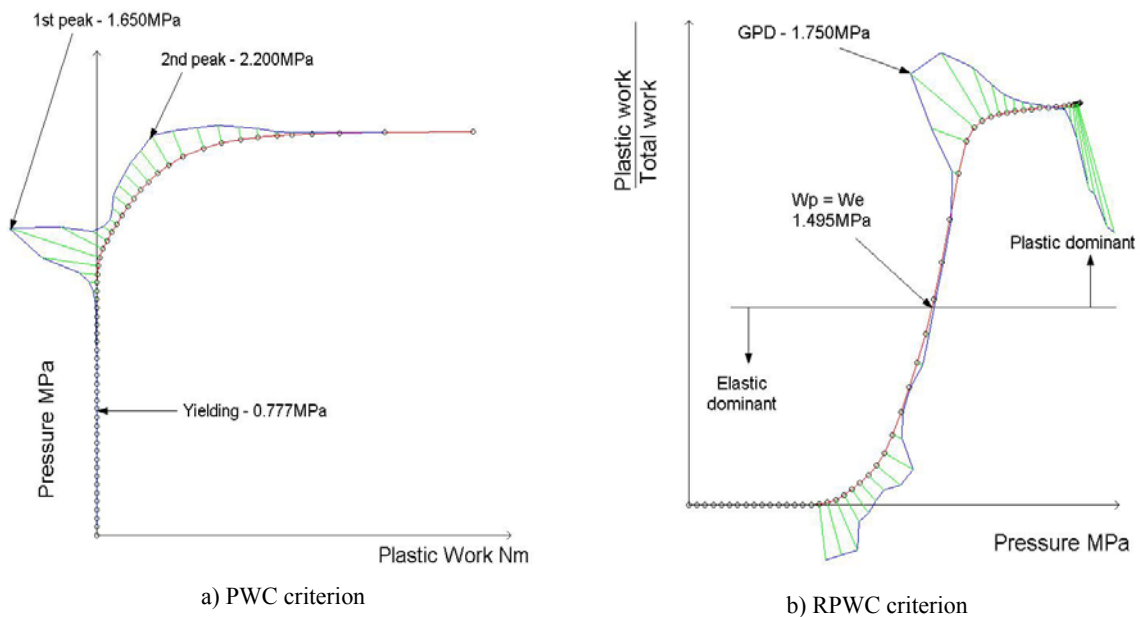 1st peak - 1.650MPa
2nd peak - 2.200MPa
Yielding - 0.777MPa
Pressure MPa
Plastic Work Nm
a) PWC criterion
Plastic work
Total work
GPD - 1.750MPa
Wp = We
1.495MPa
Plastic dominant
Elastic
dominant
Pressure MPa
b) RPWC criterion